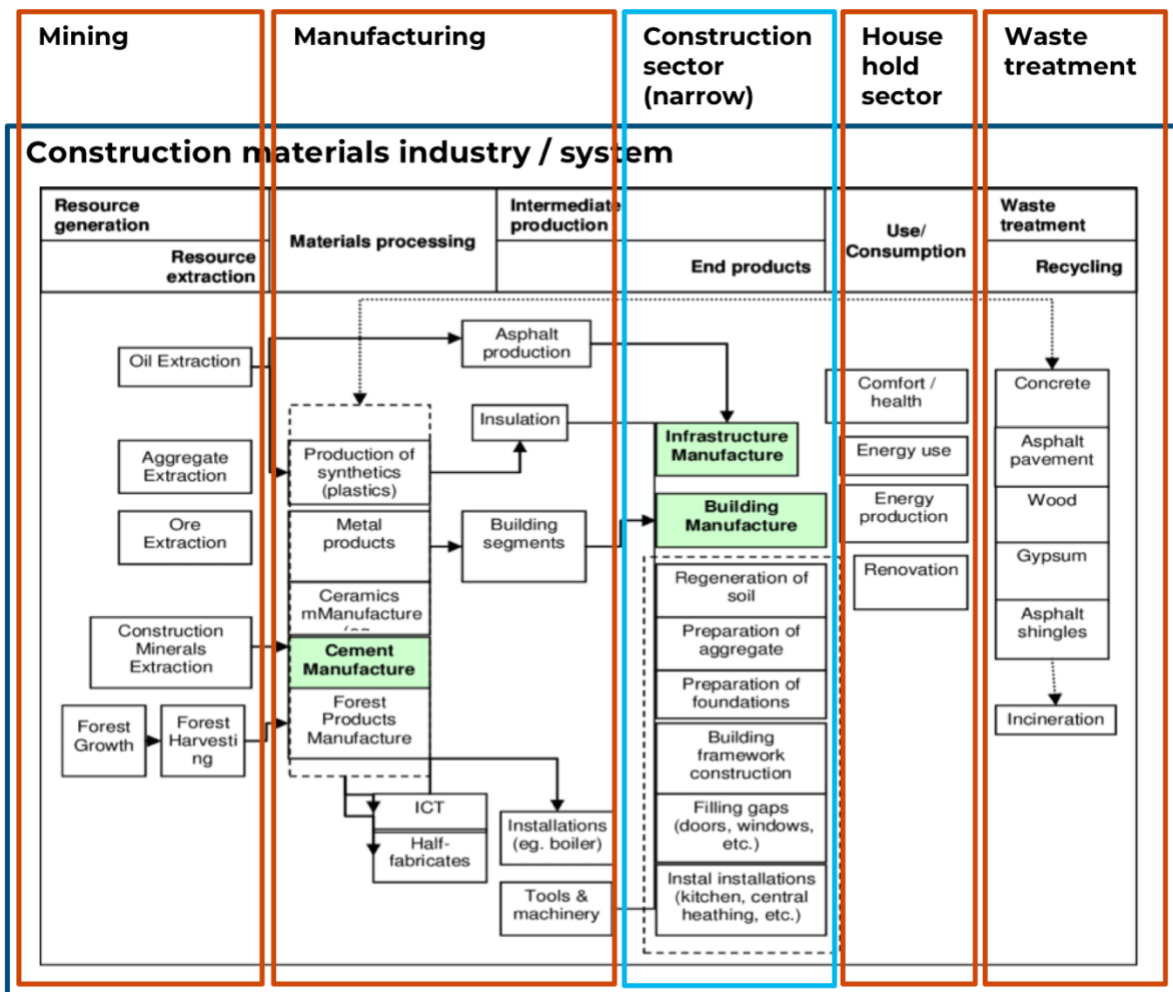 Mining
Manufacturing
Construction
sector
(narrow)
House
hold
sector
Waste
treatment
Construction materials industry / system
Resource
generation
Resource
extraction
Materials processing
Intermediate
production
End products
Use/
Consumption
Waste
treatment
Recycling
Oil Extraction
Aggregate
Extraction
Ore
Extraction
Construction
Minerals
Extraction
Forest
Growth
Forest
Harvesti
ng
Production of
synthetics
(plastics)
Metal
products
Ceramics
mManufacture
Cement
Manufacture
Forest
Products
Manufacture
ICT
Half-
fabricates
Asphalt
production
Insulation
Building
segments
Installations
(eg. boiler)
Tools &
machinery
Infrastructure
Manufacture
Building
Manufacture
Regeneration of
soil
Preparation of
aggregate
Preparation of
foundations
Building
framework
construction
Filling gaps
(doors, windows,
etc.)
Instal installations
(kitchen, central
heathing, etc.)
Comfort /
health
Energy use
Energy
production
Renovation
Concrete
Asphalt
pavement
Wood
Gypsum
Asphalt
shingles
Incineration